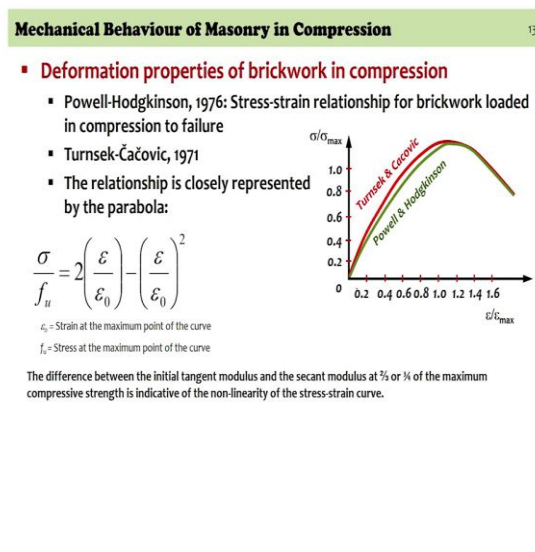 Mechanical Behaviour of Masonry in Compression
Deformation properties of brickwork in compression
Powell-Hodgkinson, 1976: Stress-strain relationship for brickwork loaded
in compression to failure
Turnsek-Čačovic, 1971
The relationship is closely represented
by the parabola:
σ/fᵤ = 2(ε/ε₀) − (ε/ε₀)²
ε₀ = Strain at the maximum point of the curve
fᵤ = Stress at the maximum point of the curve
σ/σmax
1.0
0.8
0.6
0.4
0.2
0
0.2 0.4 0.6 0.8 1.0 1.2 1.4 1.6
ε/εmax
Turnsek & Cacovic
Powell & Hodgkinson
The difference between the initial tangent modulus and the secant modulus at ⅔ or ¾ of the maximum
compressive strength is indicative of the non-linearity of the stress-strain curve.